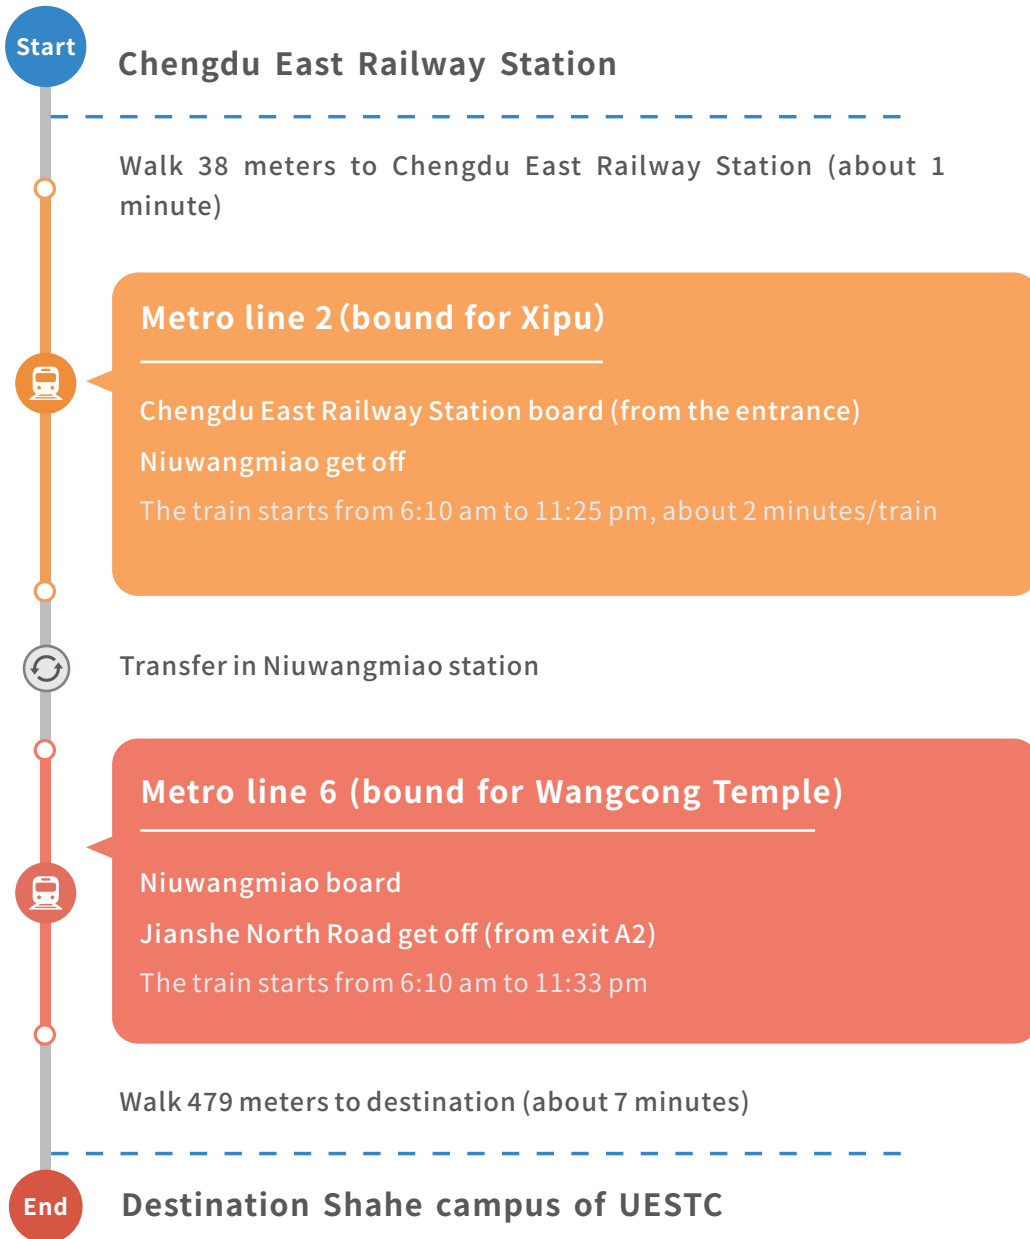 Start
Chengdu East Railway Station
Walk 38 meters to Chengdu East Railway Station (about 1
minute)
Metro line 2（bound for Xipu）
Chengdu East Railway Station board (from the entrance)
Niuwangmiao get off
The train starts from 6:10 am to 11:25 pm, about 2 minutes/train
Transfer in Niuwangmiao station
Metro line 6 (bound for Wangcong Temple)
Niuwangmiao board
Jianshe North Road get off (from exit A2)
The train starts from 6:10 am to 11:33 pm
Walk 479 meters to destination (about 7 minutes)
End
Destination Shahe campus of UESTC